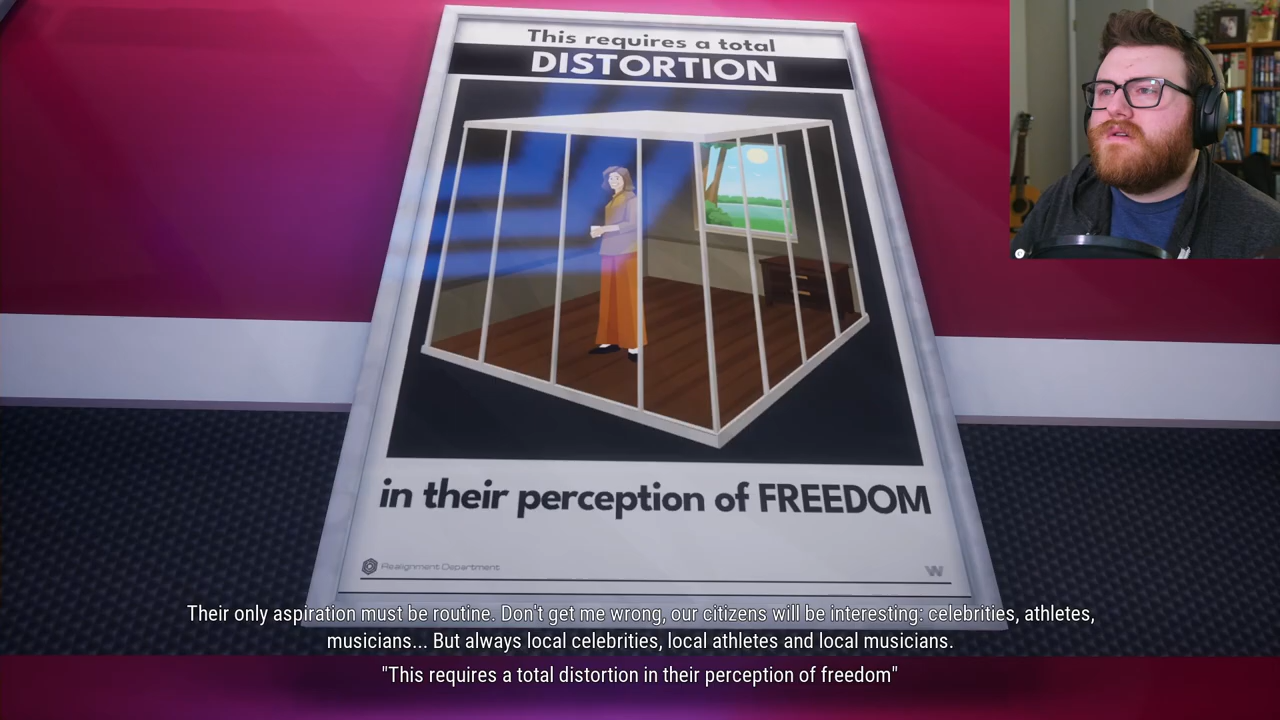 This requires a total
DISTORTION
in their perception of FREEDOM
Realignment Department
W
Their only aspiration must be routine. Don't get me wrong, our citizens will be interesting: celebrities, athletes,
musicians... But always local celebrities, local athletes and local musicians.
"This requires a total distortion in their perception of freedom"